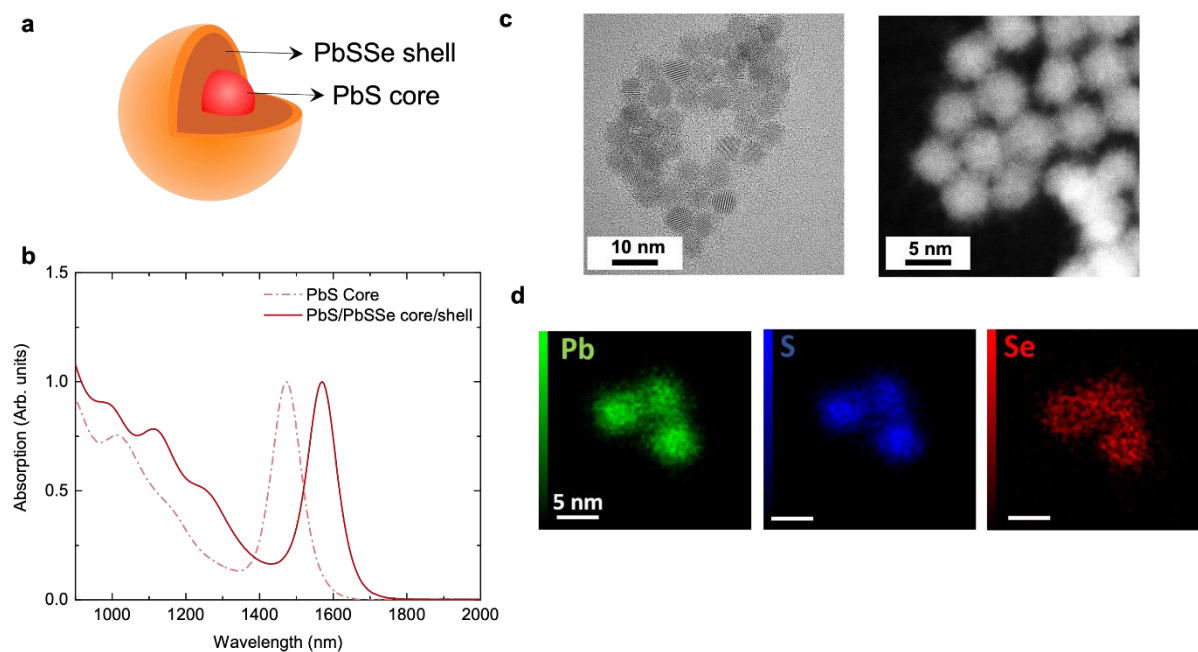 a
PbSSe shell
PbS core
b
1.5
1.0
0.5
0.0
Absorption (Arb. units)
PbS Core
PbS/PbSSe core/shell
1000 1200 1400 1600 1800 2000
Wavelength (nm)
c
10 nm
5 nm
d
Pb
5 nm
S
Se